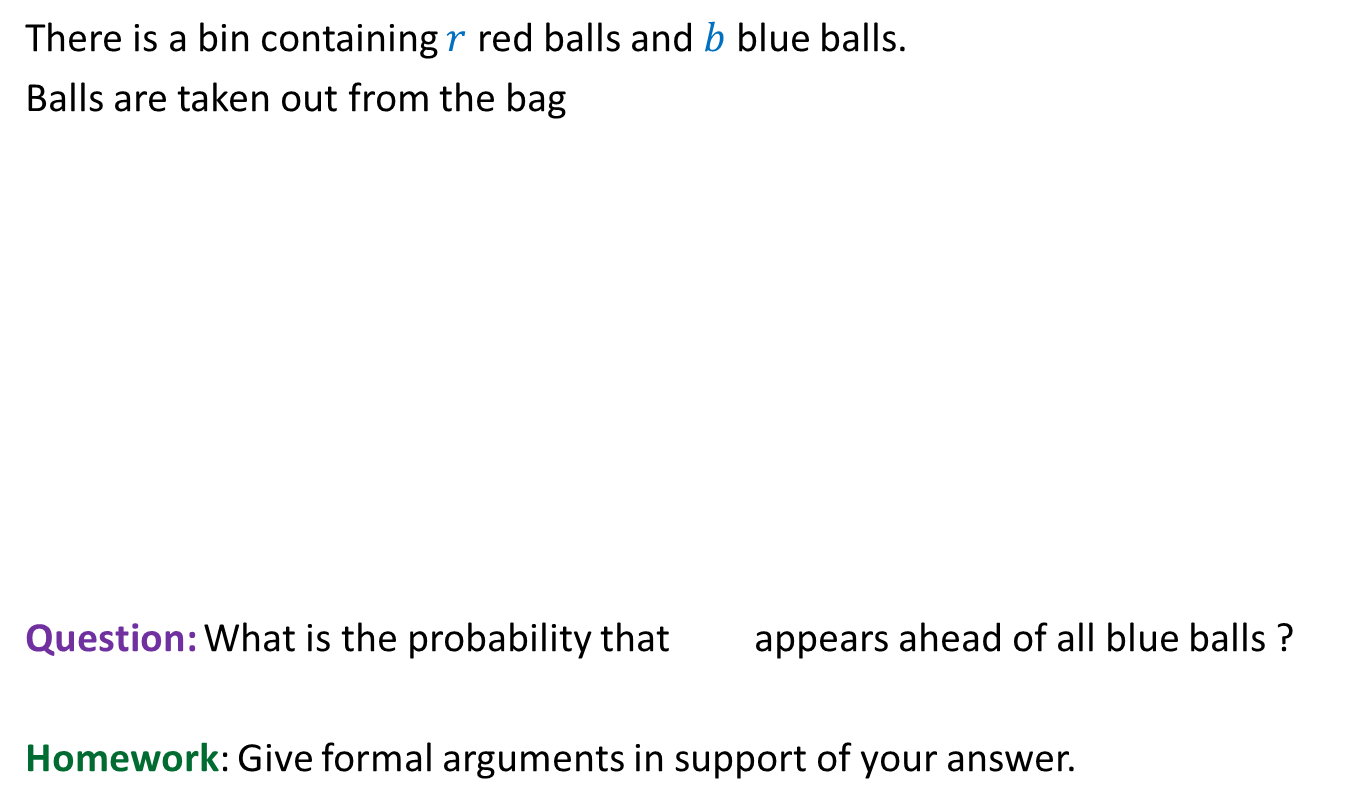 There is a bin containing r red balls and b blue balls.
Balls are taken out from the bag
Question: What is the probability that appears ahead of all blue balls ?
Homework: Give formal arguments in support of your answer.